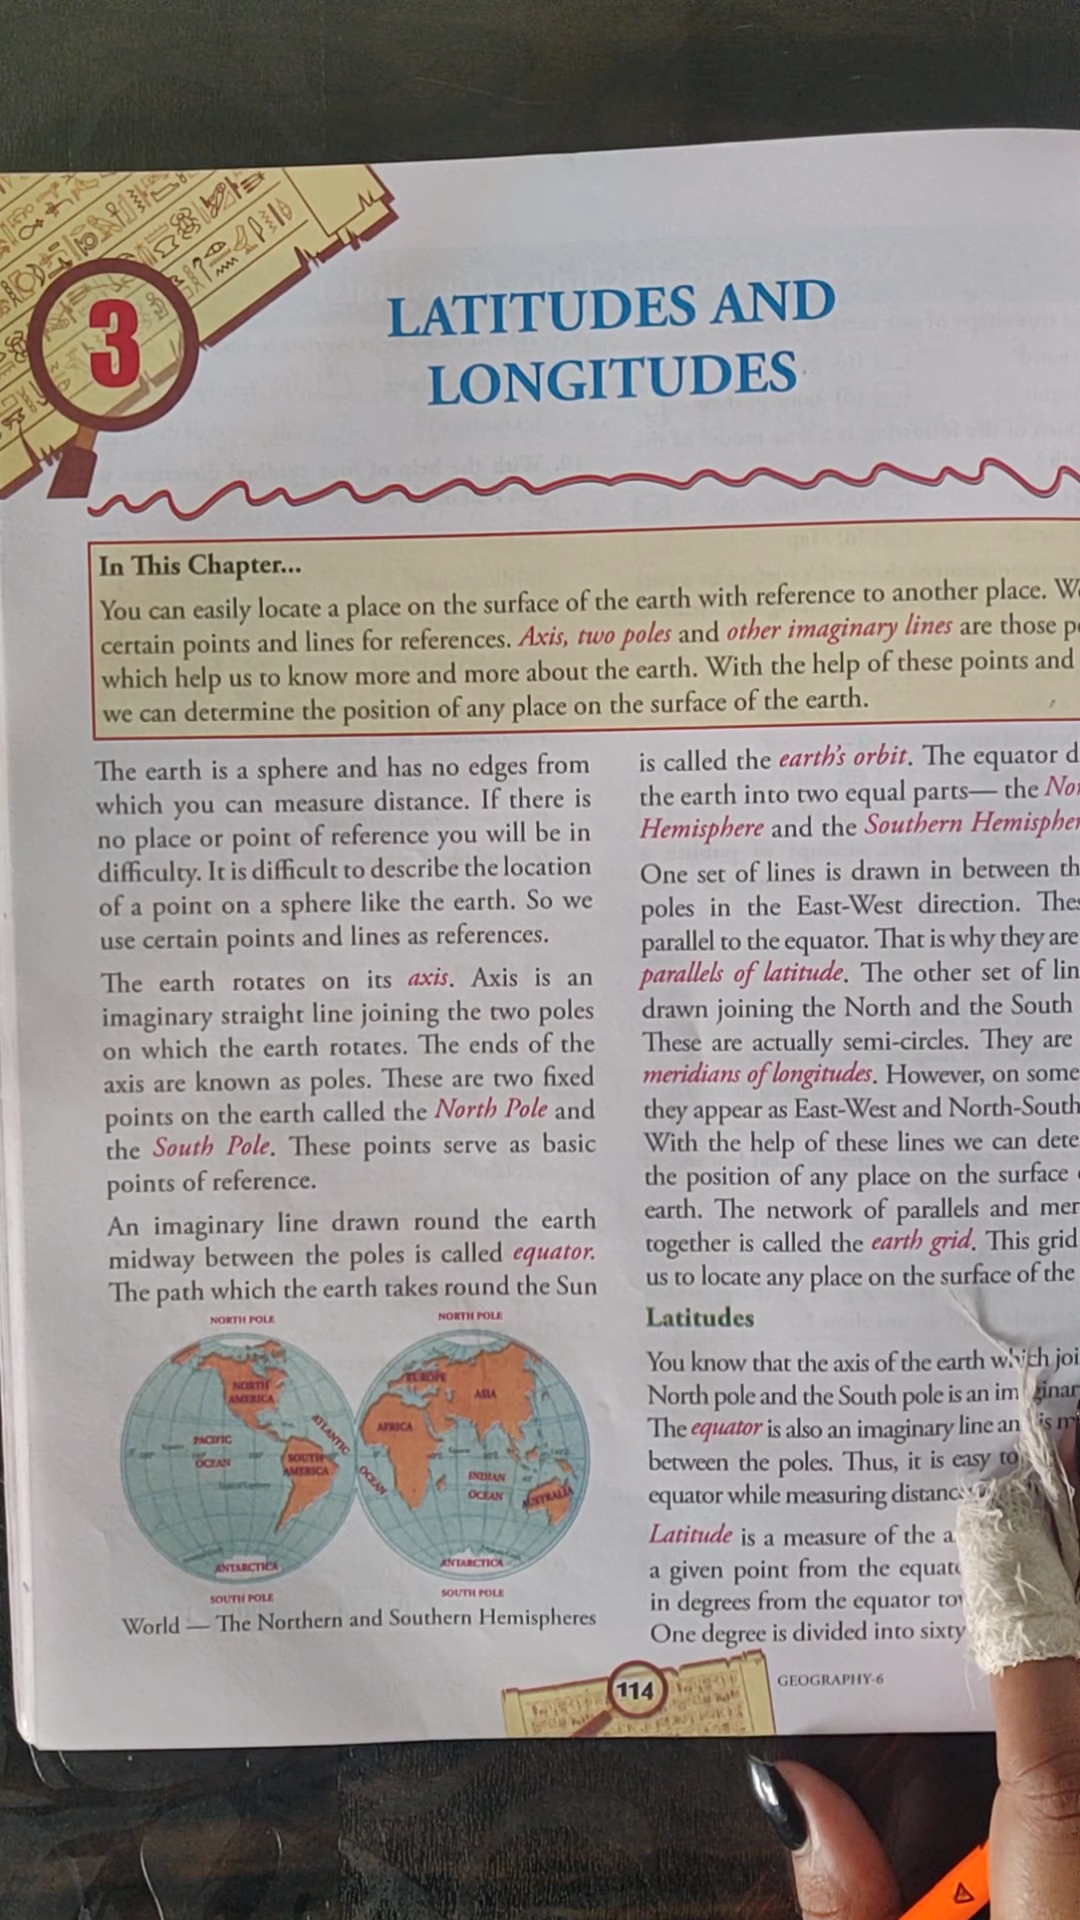 3
LATITUDES AND
LONGITUDES
In This Chapter...
You can easily locate a place on the surface of the earth with reference to another place.
certain points and lines for references. Axis, two poles and other imaginary lines are those
which help us to know more and more about the earth. With the help of these points and
we can determine the position of any place on the surface of the earth.
The earth is a sphere and has no edges from
which you can measure distance. If there is
no place or point of reference you will be in
difficulty. It is difficult to describe the location
of a point on a sphere like the earth. So we
use certain points and lines as references.
The earth rotates on its axis. Axis is an
imaginary straight line joining the two poles
on which the earth rotates. The ends of the
axis are known as poles. These are two fixed
points on the earth called the North Pole and
the South Pole. These points serve as basic
points of reference.
An imaginary line drawn round the earth
midway between the poles is called equator.
The path which the earth takes round the Sun
NORTH POLE
NORTH AMERICA
ATLANTIC
OCEAN
PACIFIC
OCEAN
SOUTH
AMERICA
ANTARCTICA
SOUTH POLE
NORTH POLE
EUROPE
ASIA
AFRICA
INDIAN
OCEAN
AUSTRALIA
ANTARCTICA
SOUTH POLE
World — The Northern and Southern Hemispheres
is called the earth's orbit. The equator
the earth into two equal parts— the
Hemisphere and the Southern
One set of lines is drawn in between
poles in the East-West direction.
parallel to the equator. That is why they are
parallels of latitude. The other set of
drawn joining the North and the South
These are actually semi-circles. They are
meridians of longitudes. However, on some
they appear as East-West and North-South
With the help of these lines we can
the position of any place on the surface
earth. The network of parallels and
together is called the earth grid. This grid
us to locate any place on the surface of the
Latitudes
You know that the axis of the earth which
North pole and the South pole is an
The equator is also an imaginary line
between the poles. Thus, it is easy to
equator while measuring
Latitude is a measure of the
a given point from the
in degrees from the equator
One degree is divided into sixty
114
GEOGRAPHY-6